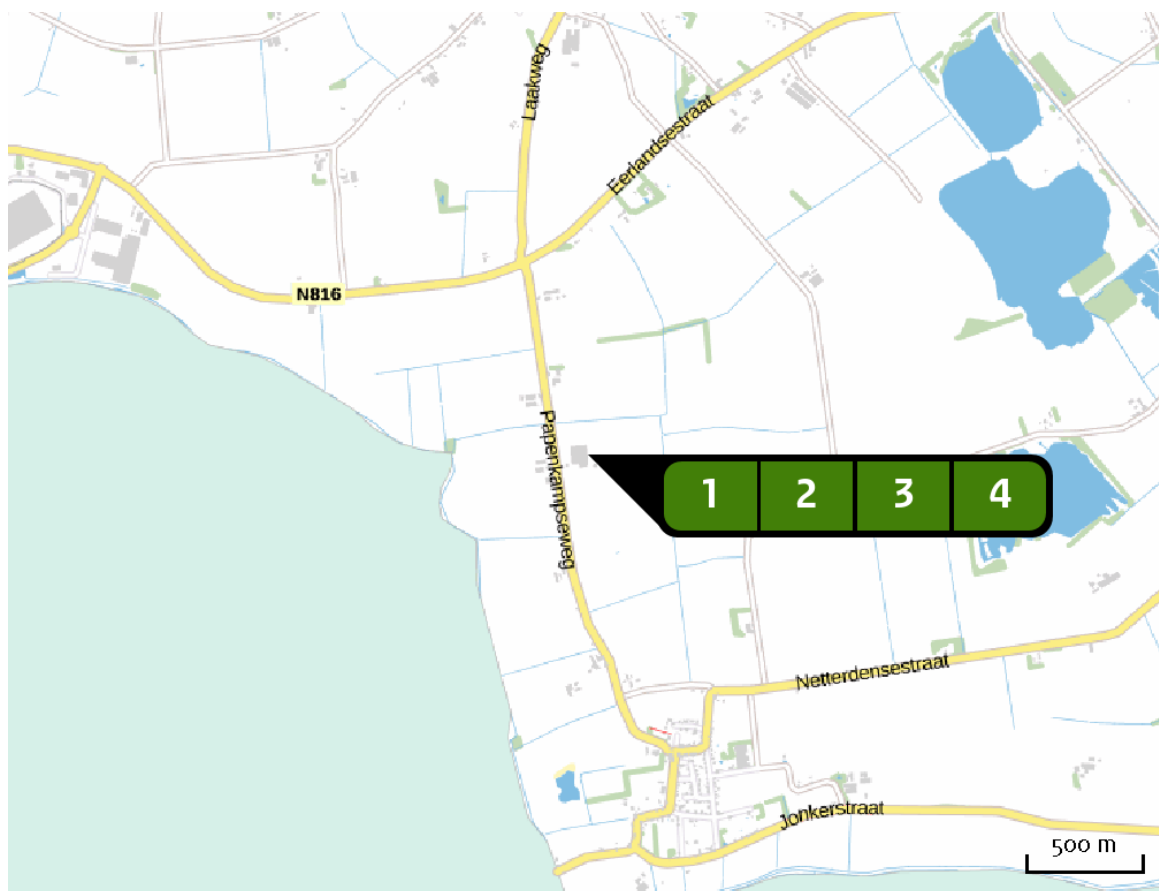 Laakweg
Eerlandsestraat
N816
Papenkampseweg
1 2 3 4
Netterdensestraat
Jonkerstraat
500 m